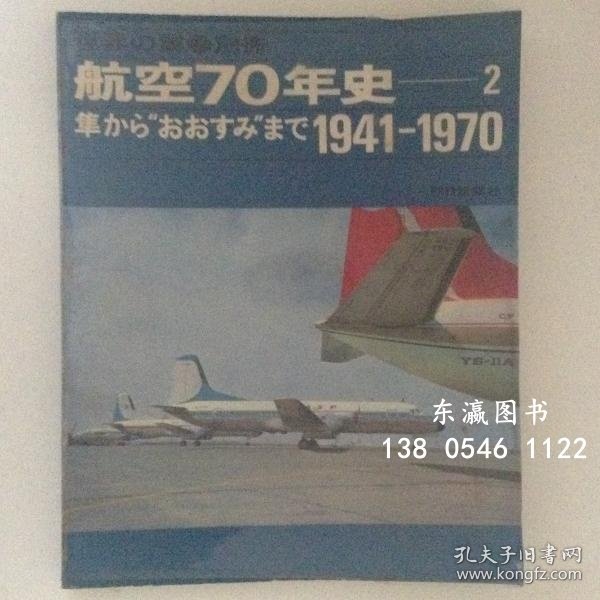 航空70年史——2
隼から“おおすみ”まで 1941-1970
YS-11A
东瀛图书
138 0546 1122
孔夫子旧书网
www.kongfz.com